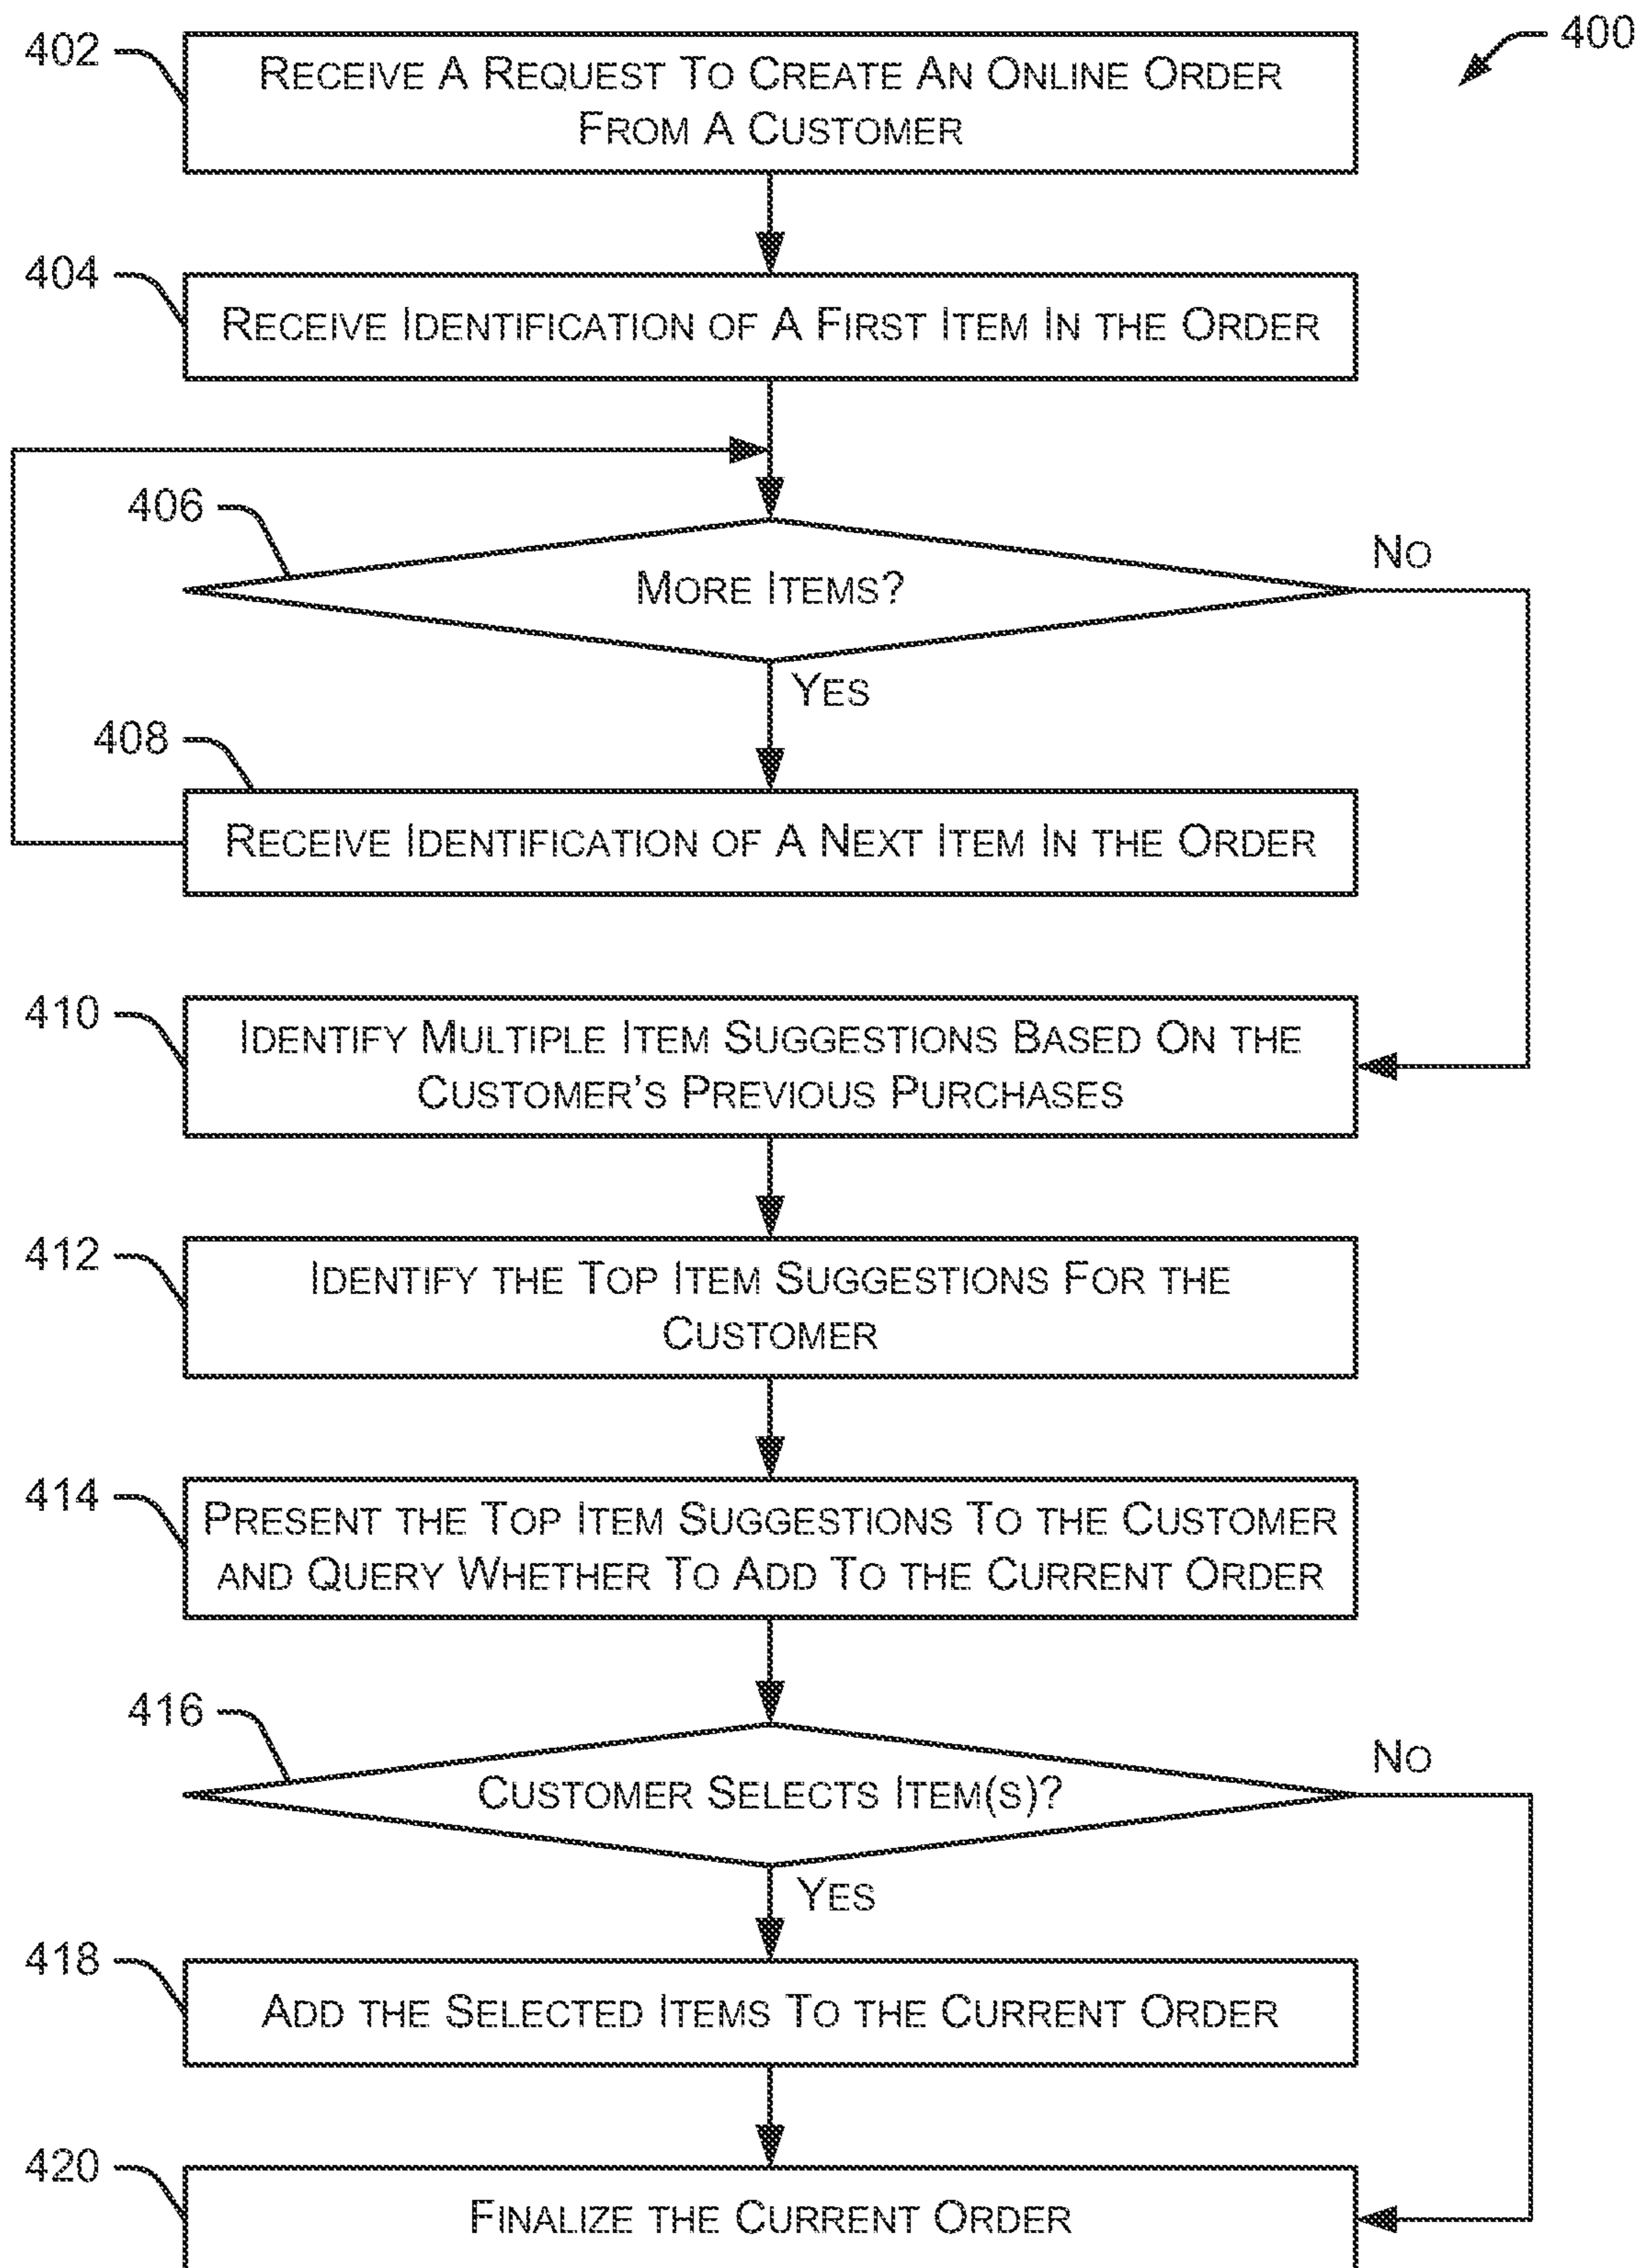 400
402
RECEIVE A REQUEST TO CREATE AN ONLINE ORDER
FROM A CUSTOMER
404
RECEIVE IDENTIFICATION OF A FIRST ITEM IN THE ORDER
406
MORE ITEMS?
NO
YES
408
RECEIVE IDENTIFICATION OF A NEXT ITEM IN THE ORDER
410
IDENTIFY MULTIPLE ITEM SUGGESTIONS BASED ON THE
CUSTOMER'S PREVIOUS PURCHASES
412
IDENTIFY THE TOP ITEM SUGGESTIONS FOR THE
CUSTOMER
414
PRESENT THE TOP ITEM SUGGESTIONS TO THE CUSTOMER
AND QUERY WHETHER TO ADD TO THE CURRENT ORDER
416
CUSTOMER SELECTS ITEM(S)?
NO
YES
418
ADD THE SELECTED ITEMS TO THE CURRENT ORDER
420
FINALIZE THE CURRENT ORDER